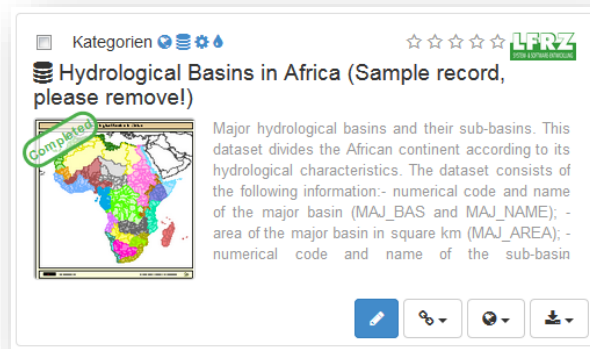 Kategorien
LFRZ
SYSTEM- & SOFTWARE-ENTWICKLUNG
Hydrological Basins in Africa (Sample record,
please remove!)
Completed
Major hydrological basins and their sub-basins. This
dataset divides the African continent according to its
hydrological characteristics. The dataset consists of
the following information:- numerical code and name
of the major basin (MAJ_BAS and MAJ_NAME); -
area of the major basin in square km (MAJ_AREA); -
numerical code and name of the sub-basin